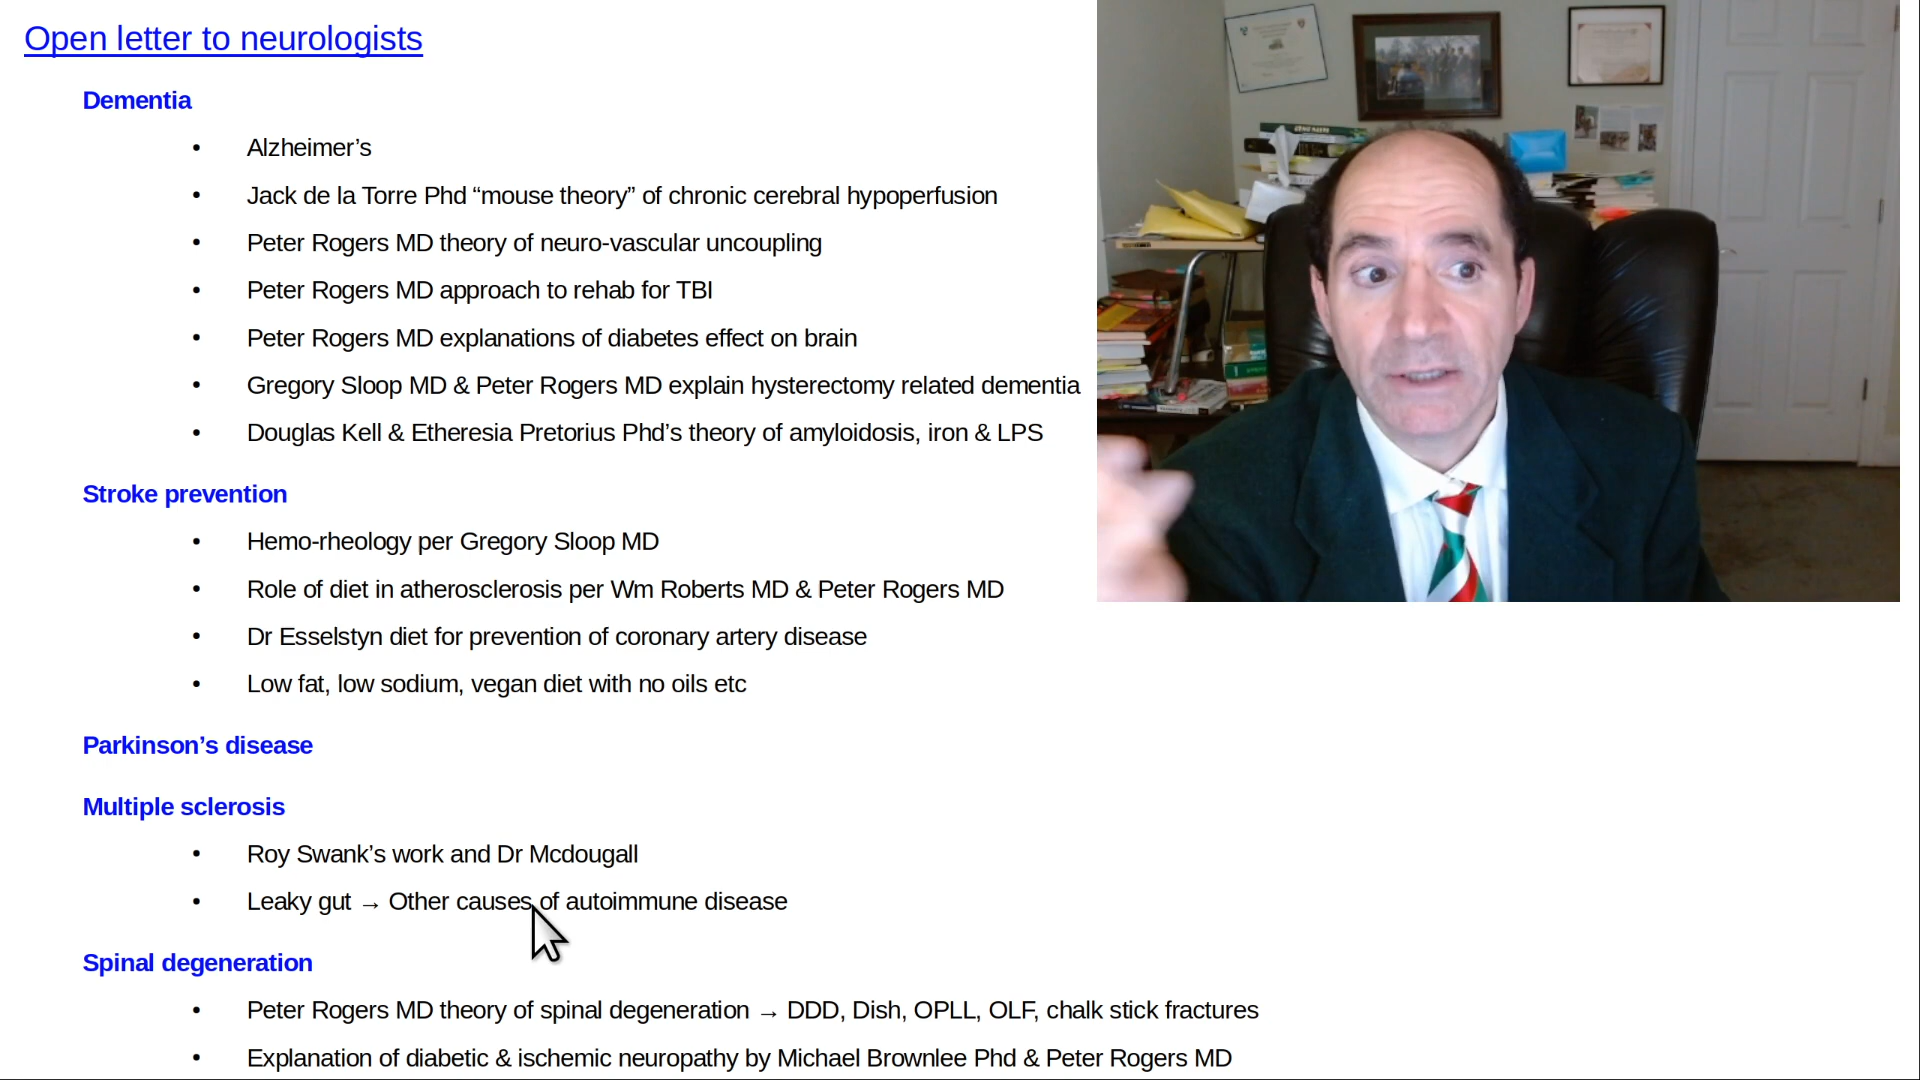 Open letter to neurologists
Dementia
• Alzheimer’s
• Jack de la Torre Phd “mouse theory” of chronic cerebral hypoperfusion
• Peter Rogers MD theory of neuro-vascular uncoupling
• Peter Rogers MD approach to rehab for TBI
• Peter Rogers MD explanations of diabetes effect on brain
• Gregory Sloop MD & Peter Rogers MD explain hysterectomy related dementia
• Douglas Kell & Etheresia Pretorius Phd’s theory of amyloidosis, iron & LPS
Stroke prevention
• Hemo-rheology per Gregory Sloop MD
• Role of diet in atherosclerosis per Wm Roberts MD & Peter Rogers MD
• Dr Esselstyn diet for prevention of coronary artery disease
• Low fat, low sodium, vegan diet with no oils etc
Parkinson’s disease
Multiple sclerosis
• Roy Swank’s work and Dr Mcdougall
• Leaky gut → Other causes of autoimmune disease
Spinal degeneration
• Peter Rogers MD theory of spinal degeneration → DDD, Dish, OPLL, OLF, chalk stick fractures
• Explanation of diabetic & ischemic neuropathy by Michael Brownlee Phd & Peter Rogers MD